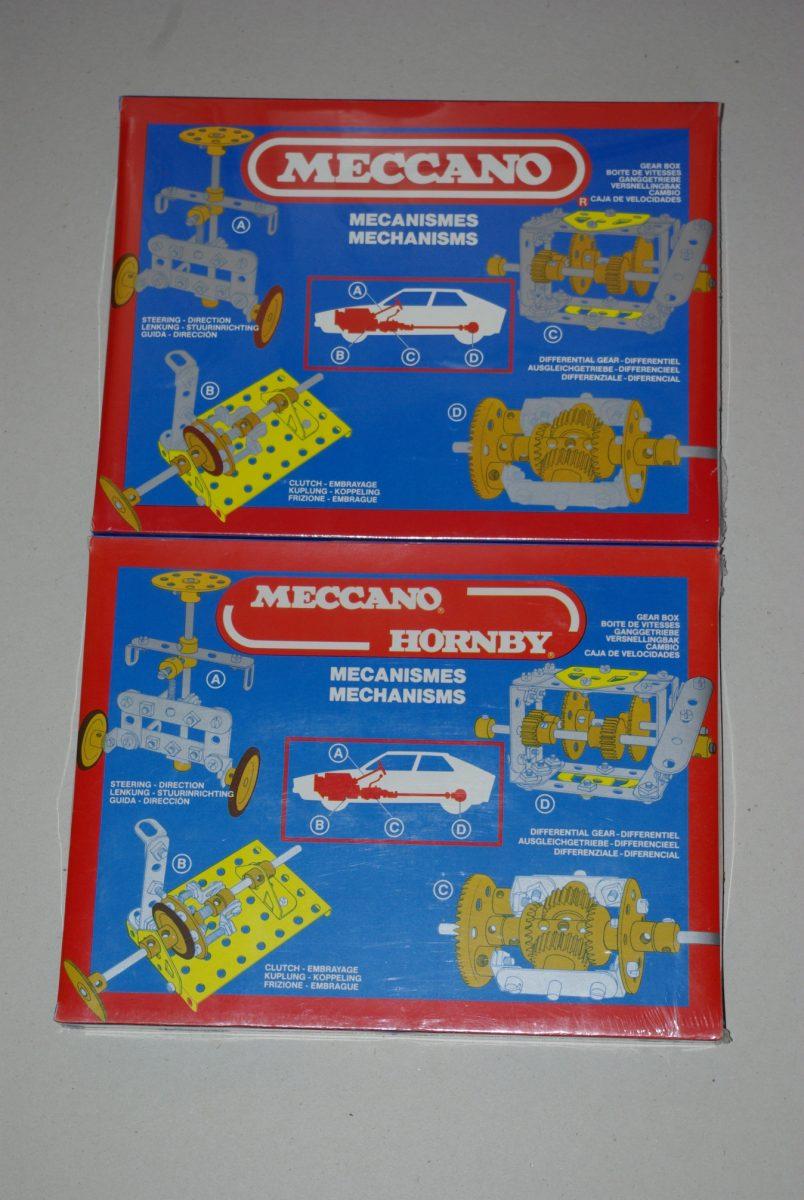 MECCANO
R
MECANISMES
MECHANISMS
GEAR BOX
BOITE DE VITESSES
GANGGETRIEBE
VERSNELLINGBAK
CAMBIO
CAJA DE VELOCIDADES
A
STEERING - DIRECTION
LENKUNG - STUURINRICHTING
GUIDA - DIRECCIÓN
A
B
C
D
C
DIFFERENTIAL GEAR - DIFFERENTIEL
AUSGLEICHGETRIEBE - DIFFERENCIEEL
DIFFERENZIALE - DIFERENCIAL
B
D
CLUTCH - EMBRAYAGE
KUPLUNG - KOPPELING
FRIZIONE - EMBRAGUE
MECCANO®
HORNBY®
MECANISMES
MECHANISMS
GEAR BOX
BOITE DE VITESSES
GANGGETRIEBE
VERSNELLINGBAK
CAMBIO
CAJA DE VELOCIDADES
A
STEERING - DIRECTION
LENKUNG - STUURINRICHTING
GUIDA - DIRECCIÓN
A
B
C
D
D
DIFFERENTIAL GEAR - DIFFERENTIEL
AUSGLEICHGETRIEBE - DIFFERENCIEEL
DIFFERENZIALE - DIFERENCIAL
B
C
CLUTCH - EMBRAYAGE
KUPLUNG - KOPPELING
FRIZIONE - EMBRAGUE